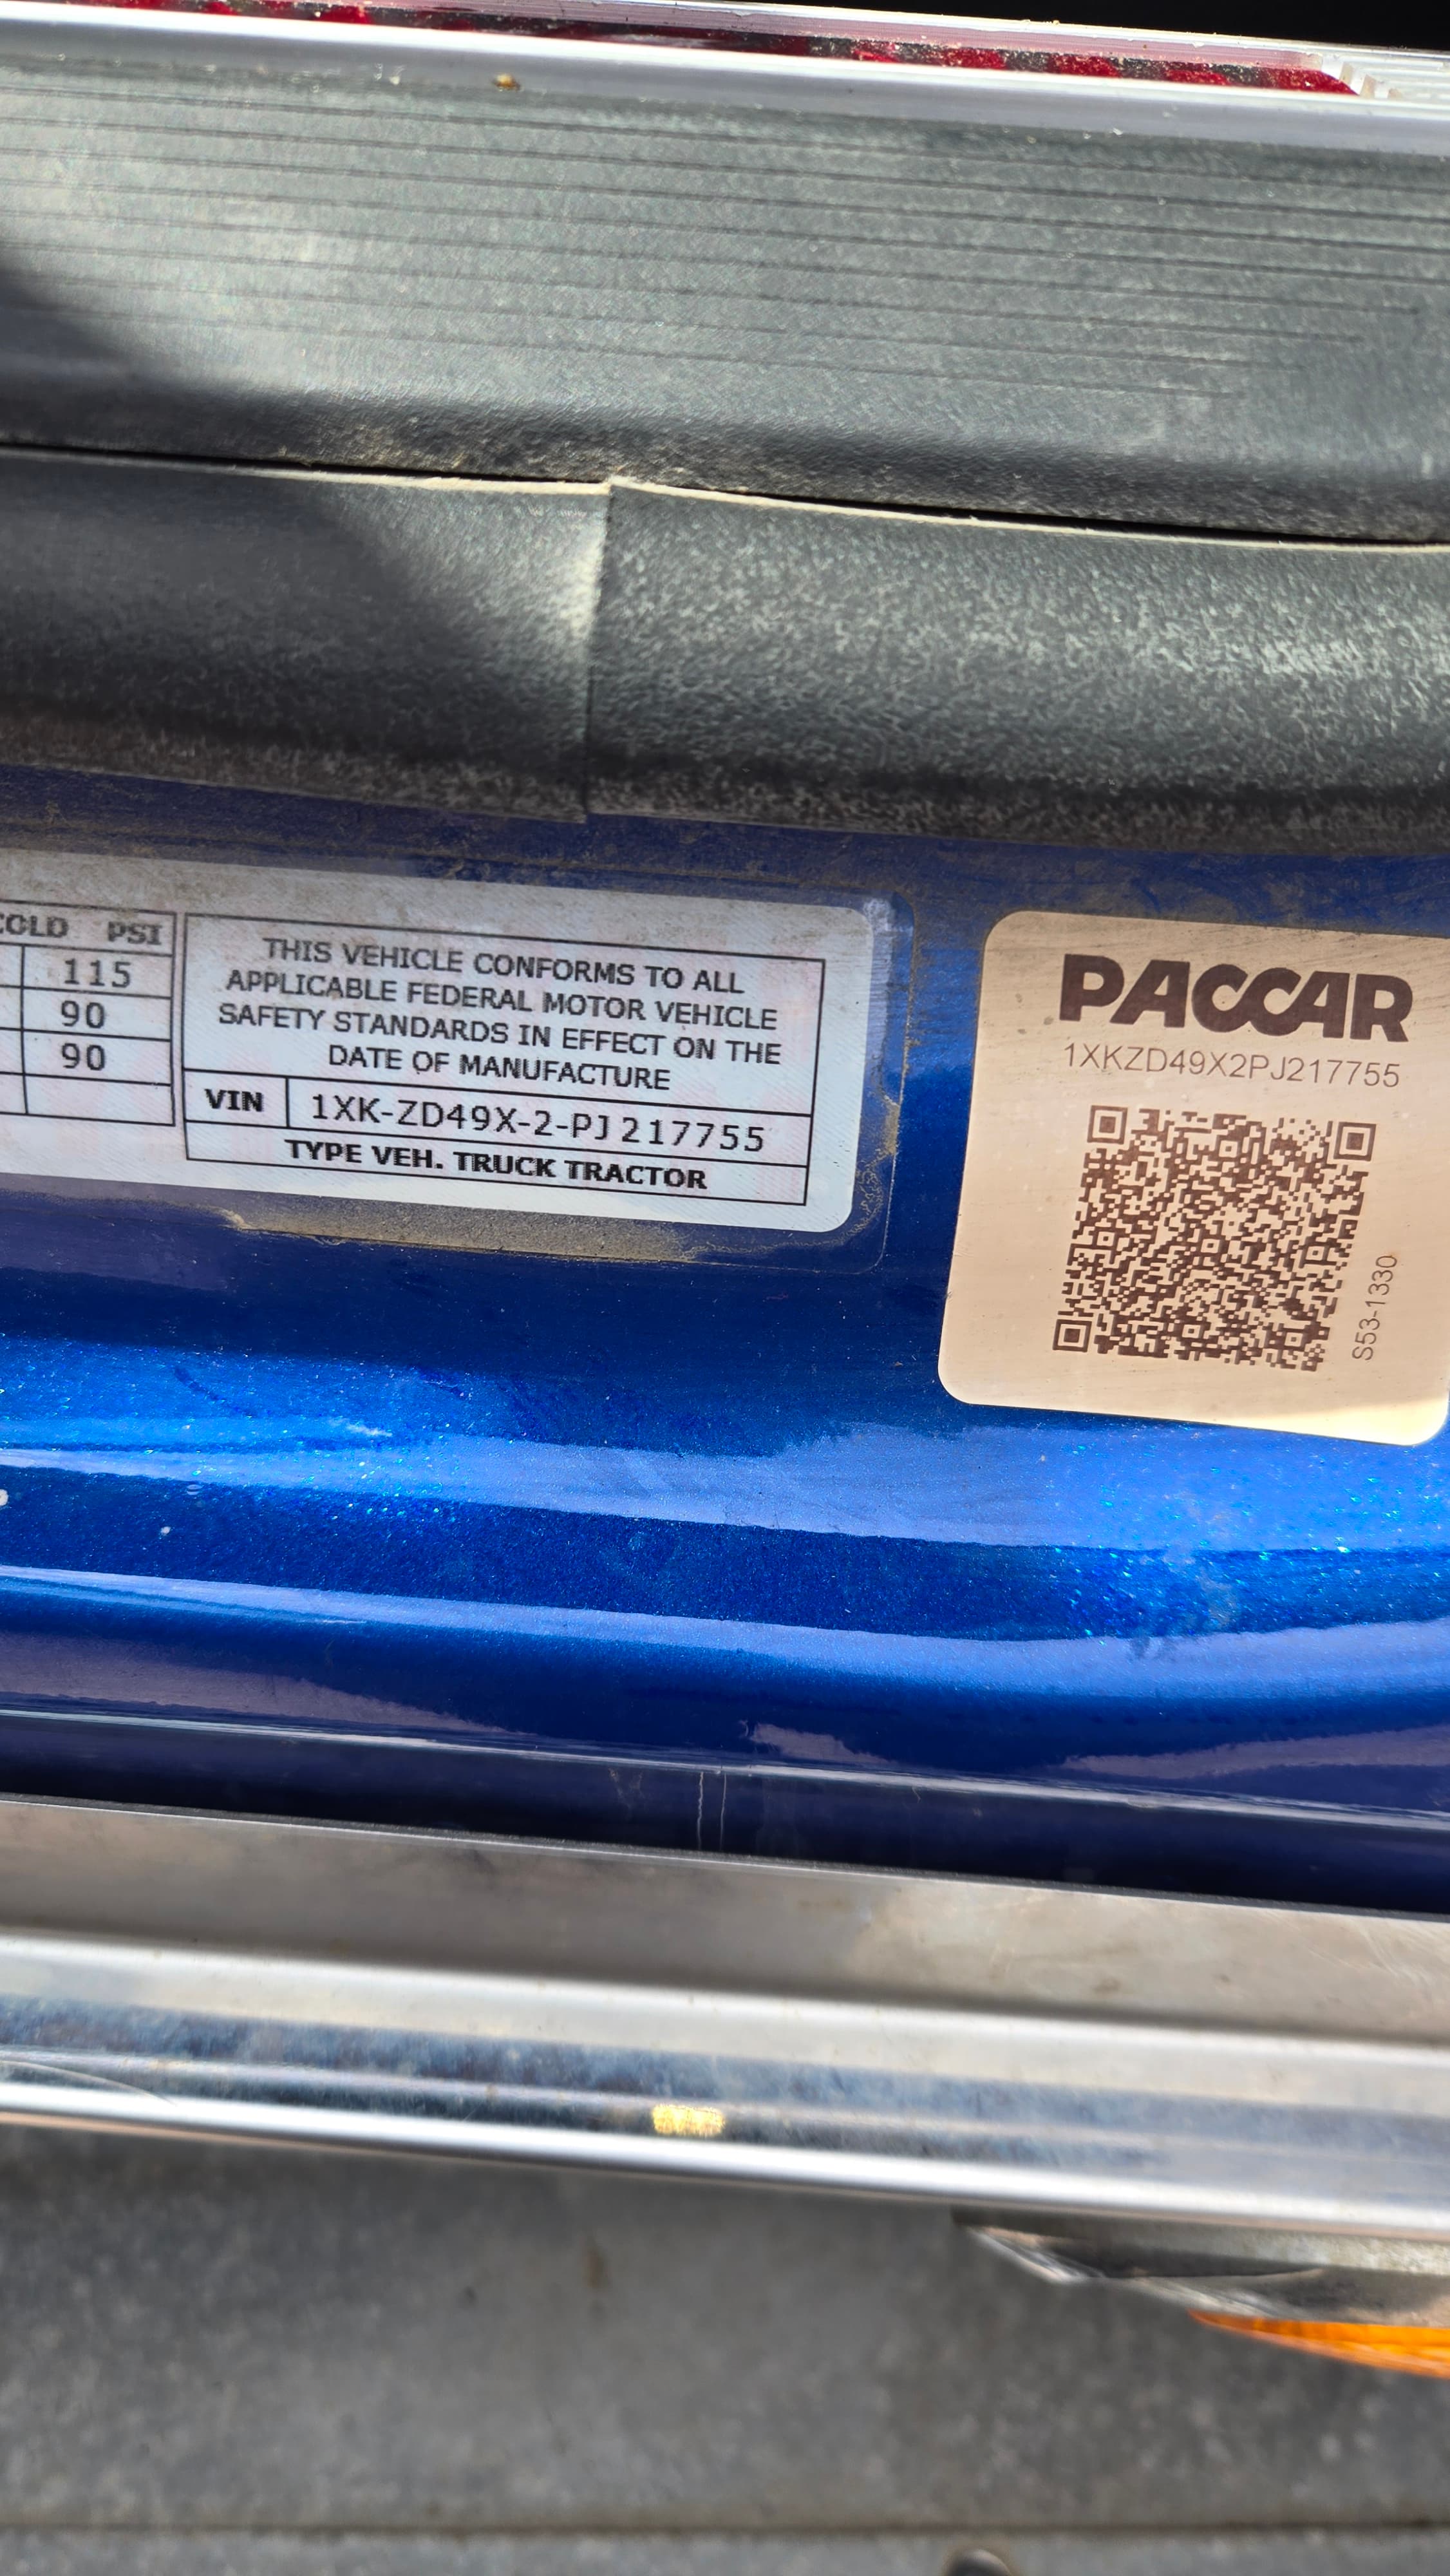 COLD PSI
115
90
90
THIS VEHICLE CONFORMS TO ALL
APPLICABLE FEDERAL MOTOR VEHICLE
SAFETY STANDARDS IN EFFECT ON THE
DATE OF MANUFACTURE
VIN 1XK-ZD49X-2-PJ217755
TYPE VEH. TRUCK TRACTOR
PACCAR
1XKZD49X2PJ217755
S53-1330